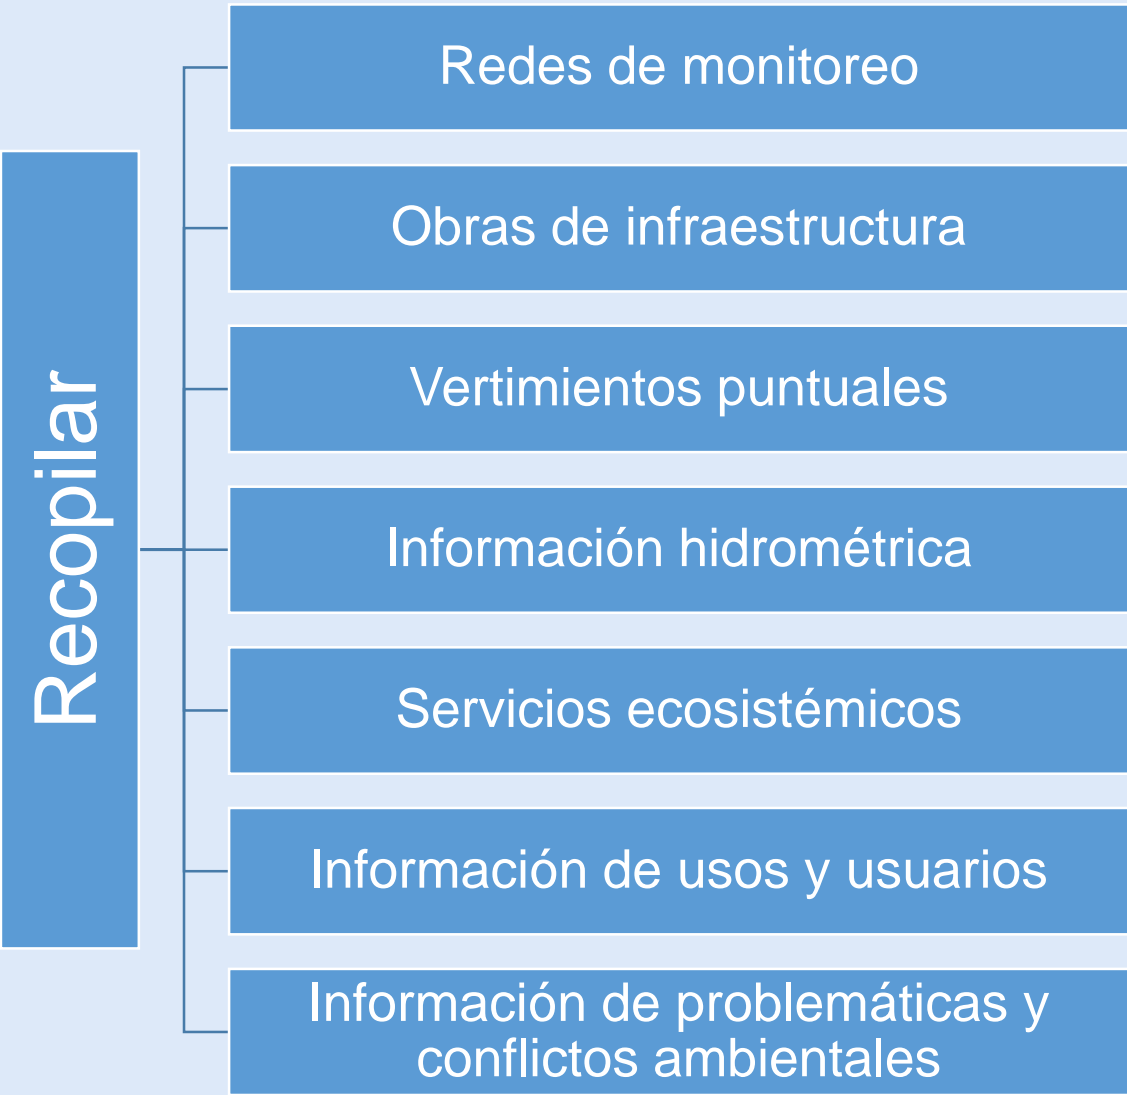 Recopilar
Redes de monitoreo
Obras de infraestructura
Vertimientos puntuales
Información hidrométrica
Servicios ecosistémicos
Información de usos y usuarios
Información de problemáticas y
conflictos ambientales